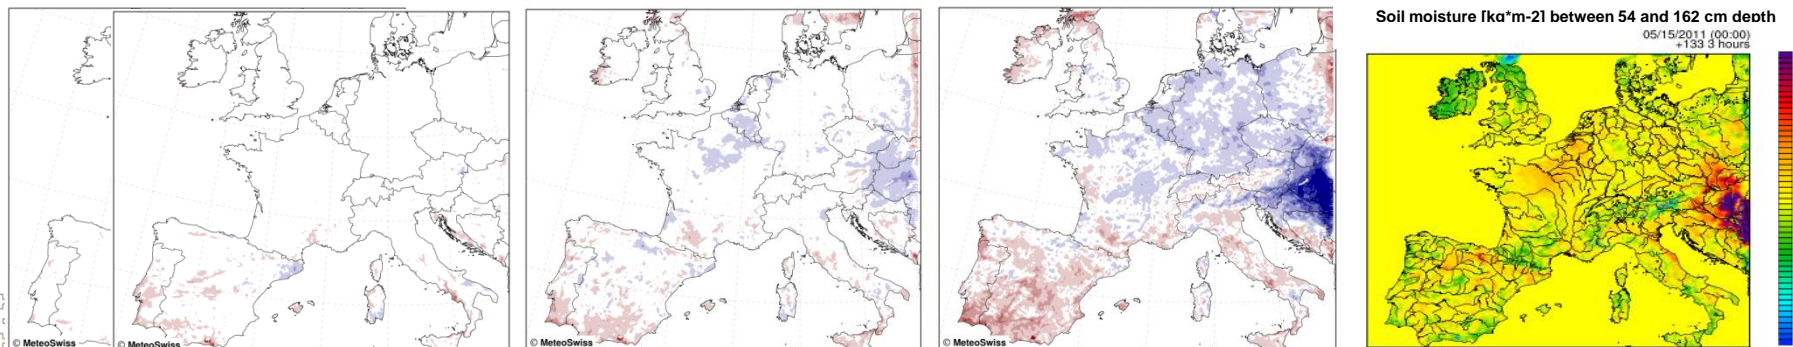 Soil moisture [kg*m-2] between 54 and 162 cm depth
05/15/2011 (00:00)
+133 3 hours
© MeteoSwiss
© MeteoSwiss
© MeteoSwiss
© MeteoSwiss